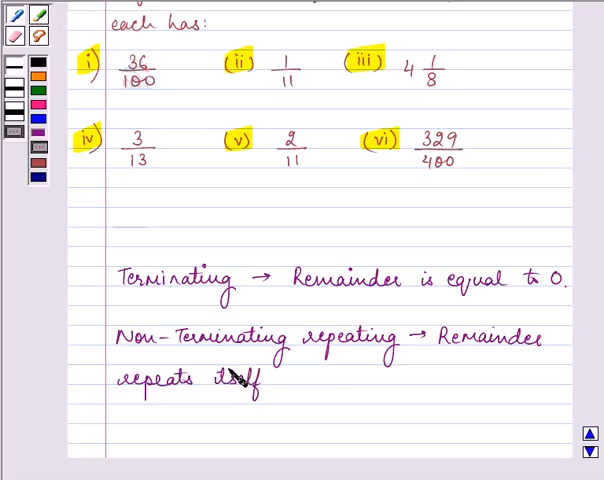 each has:
i) 36/100 (ii) 1/11 (iii) 4 1/8
iv) 3/13 (v) 2/11 (vi) 329/400
Terminating → Remainder is equal to 0.
Non-Terminating repeating → Remainder
repeats itself